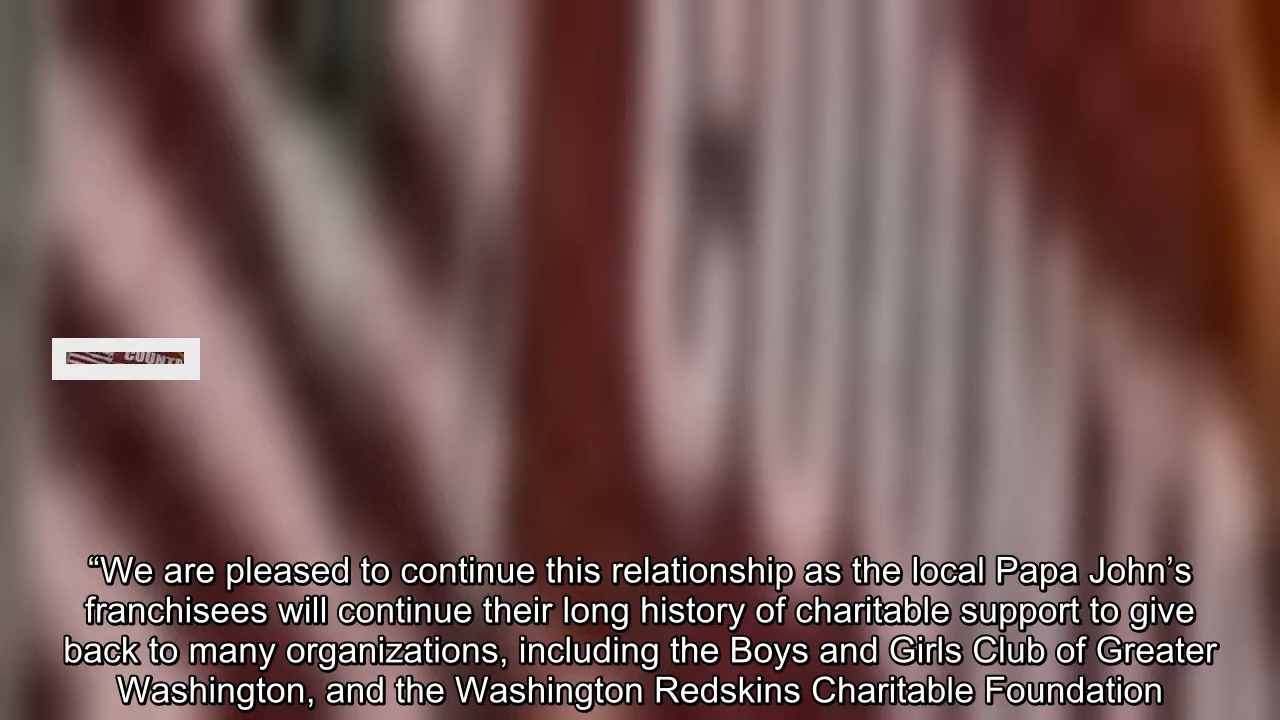 COUNT
“We are pleased to continue this relationship as the local Papa John’s
franchisees will continue their long history of charitable support to give
back to many organizations, including the Boys and Girls Club of Greater
Washington, and the Washington Redskins Charitable Foundation